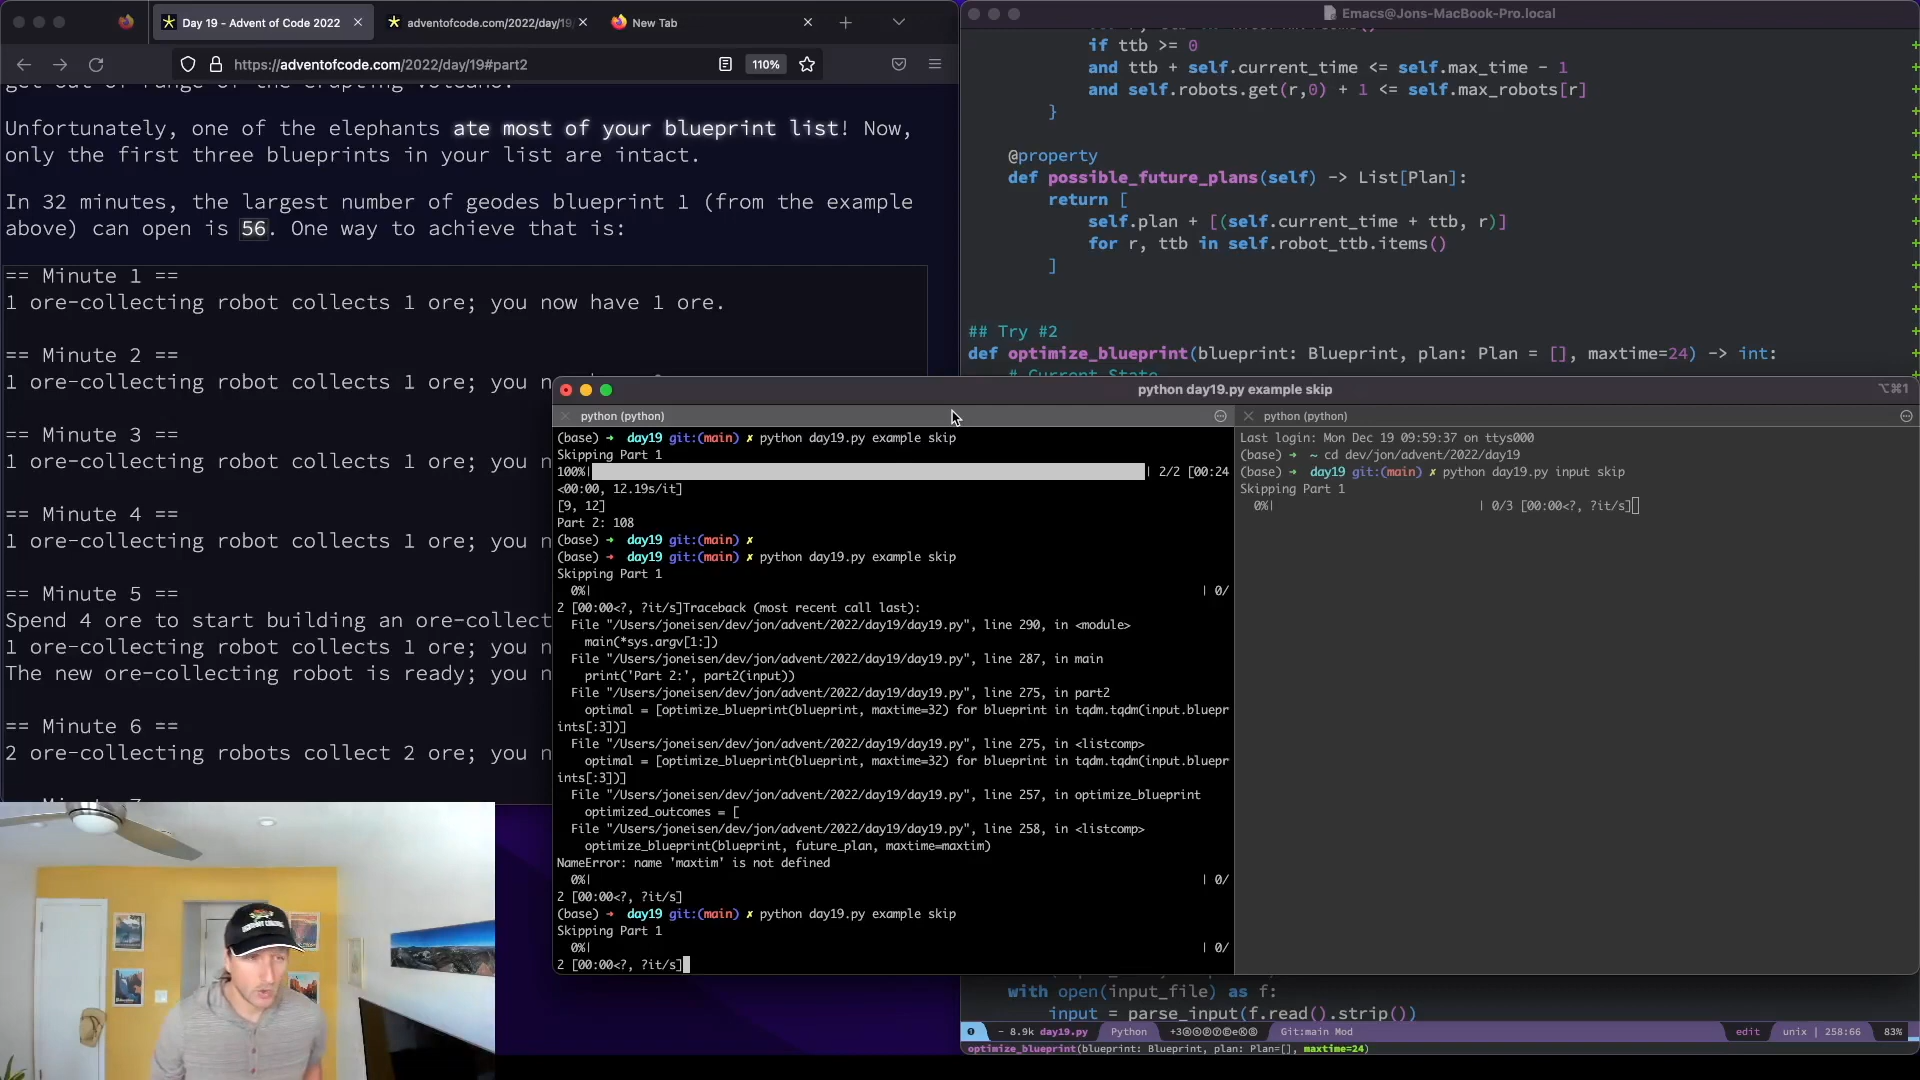 Day 19 - Advent of Code 2022
adventofcode.com/2022/day/19
New Tab
https://adventofcode.com/2022/day/19#part2
110%
Unfortunately, one of the elephants ate most of your blueprint list! Now,
only the first three blueprints in your list are intact.
In 32 minutes, the largest number of geodes blueprint 1 (from the example
above) can open is 56. One way to achieve that is:
== Minute 1 ==
1 ore-collecting robot collects 1 ore; you now have 1 ore.
== Minute 2 ==
1 ore-collecting robot collects 1 ore; you n
== Minute 3 ==
1 ore-collecting robot collects 1 ore; you n
== Minute 4 ==
1 ore-collecting robot collects 1 ore; you n
== Minute 5 ==
Spend 4 ore to start building an ore-collect
1 ore-collecting robot collects 1 ore; you n
The new ore-collecting robot is ready; you n
== Minute 6 ==
2 ore-collecting robots collect 2 ore; you n
Emacs@Jons-MacBook-Pro.local
if ttb >= 0
and ttb + self.current_time <= self.max_time - 1
and self.robots.get(r,0) + 1 <= self.max_robots[r]
}
@property
def possible_future_plans(self) -> List[Plan]:
return [
self.plan + [(self.current_time + ttb, r)]
for r, ttb in self.robot_ttb.items()
]
## Try #2
def optimize_blueprint(blueprint: Blueprint, plan: Plan = [], maxtime=24) -> int:
# Current State
python day19.py example skip
⌥⌘1
python (python)
(base) → day19 git:(main) ✗ python day19.py example skip
Skipping Part 1
100%| | 2/2 [00:24
<00:00, 12.19s/it]
[9, 12]
Part 2: 108
(base) → day19 git:(main) ✗
(base) → day19 git:(main) ✗ python day19.py example skip
Skipping Part 1
0%| | 0/
2 [00:00<?, ?it/s]Traceback (most recent call last):
File "/Users/joneisen/dev/jon/advent/2022/day19/day19.py", line 290, in <module>
main(*sys.argv[1:])
File "/Users/joneisen/dev/jon/advent/2022/day19/day19.py", line 287, in main
print('Part 2:', part2(input))
File "/Users/joneisen/dev/jon/advent/2022/day19/day19.py", line 275, in part2
optimal = [optimize_blueprint(blueprint, maxtime=32) for blueprint in tqdm.tqdm(input.bluepr
ints[:3])]
File "/Users/joneisen/dev/jon/advent/2022/day19/day19.py", line 275, in <listcomp>
optimal = [optimize_blueprint(blueprint, maxtime=32) for blueprint in tqdm.tqdm(input.bluepr
ints[:3])]
File "/Users/joneisen/dev/jon/advent/2022/day19/day19.py", line 257, in optimize_blueprint
optimized_outcomes = [
File "/Users/joneisen/dev/jon/advent/2022/day19/day19.py", line 258, in <listcomp>
optimize_blueprint(blueprint, future_plan, maxtime=maxtim)
NameError: name 'maxtim' is not defined
0%| | 0/
2 [00:00<?, ?it/s]
(base) → day19 git:(main) ✗ python day19.py example skip
Skipping Part 1
0%| | 0/
2 [00:00<?, ?it/s]
python (python)
Last login: Mon Dec 19 09:59:37 on ttys000
(base) → ~ cd dev/jon/advent/2022/day19
(base) → day19 git:(main) ✗ python day19.py input skip
Skipping Part 1
0%| | 0/3 [00:00<?, ?it/s]
with open(input_file) as f:
input = parse_input(f.read().strip())
- 8.9k day19.py Python Git:main Mod edit unix | 258:66 83%
optimize_blueprint(blueprint: Blueprint, plan: Plan=[], maxtime=24)